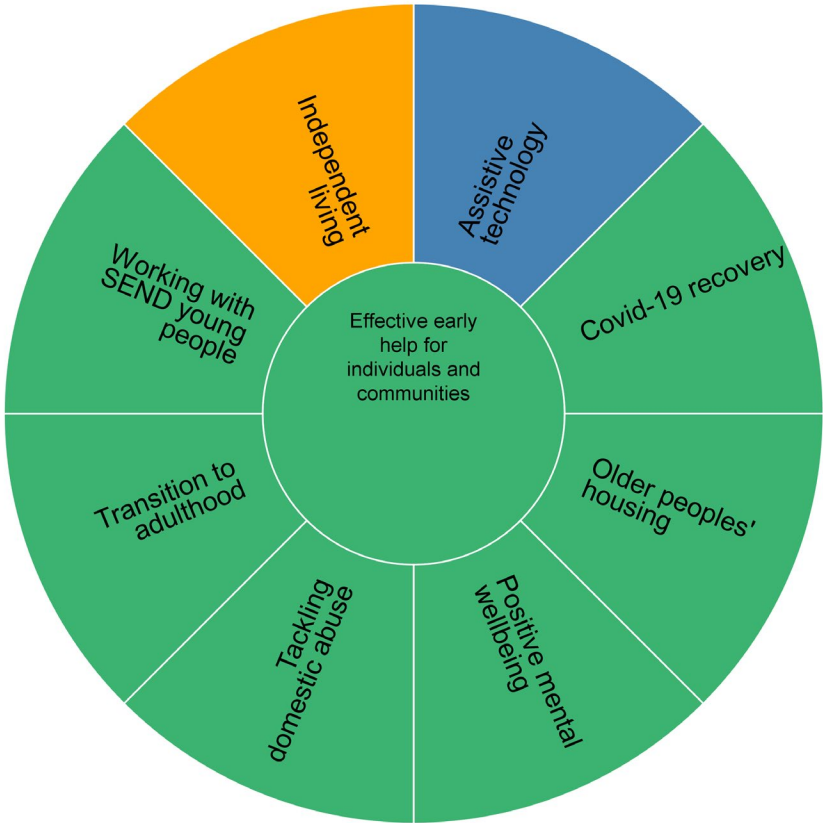 Effective early
help for
individuals and
communities
Assistive
technology
Covid-19 recovery
Older peoples'
housing
Positive mental
wellbeing
Tackling
domestic abuse
Transition to
adulthood
Working with
SEND young
people
Independent
living